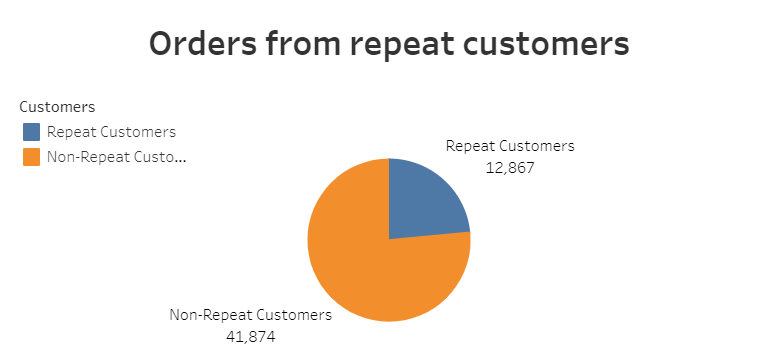 Orders from repeat customers
Customers
Repeat Customers
Non-Repeat Custo...
Repeat Customers
12,867
Non-Repeat Customers
41,874